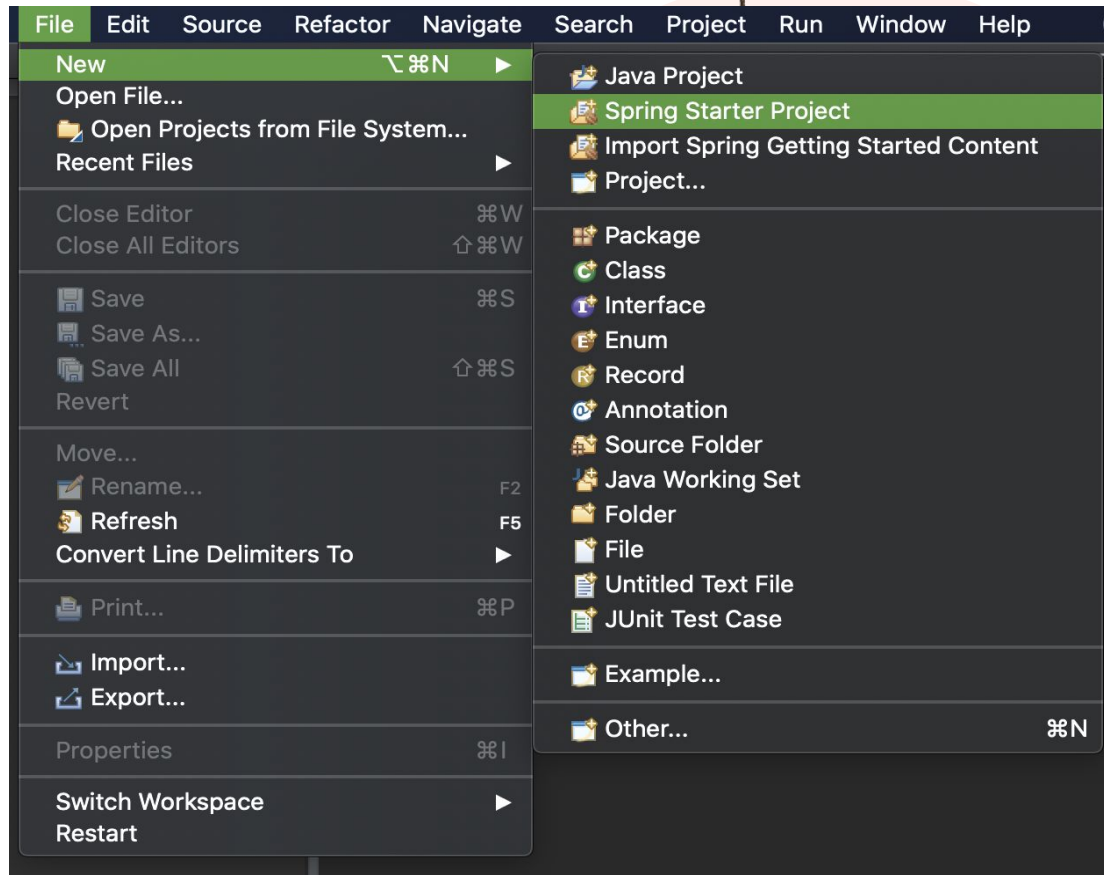 File Edit Source Refactor Navigate Search Project Run Window Help
New ⌥⌘N ▶
Open File...
Open Projects from File System...
Recent Files ▶
Close Editor ⌘W
Close All Editors ⇧⌘W
Save ⌘S
Save As...
Save All ⇧⌘S
Revert
Move...
Rename... F2
Refresh F5
Convert Line Delimiters To ▶
Print... ⌘P
Import...
Export...
Properties ⌘I
Switch Workspace ▶
Restart
Java Project
Spring Starter Project
Import Spring Getting Started Content
Project...
Package
Class
Interface
Enum
Record
Annotation
Source Folder
Java Working Set
Folder
File
Untitled Text File
JUnit Test Case
Example...
Other... ⌘N